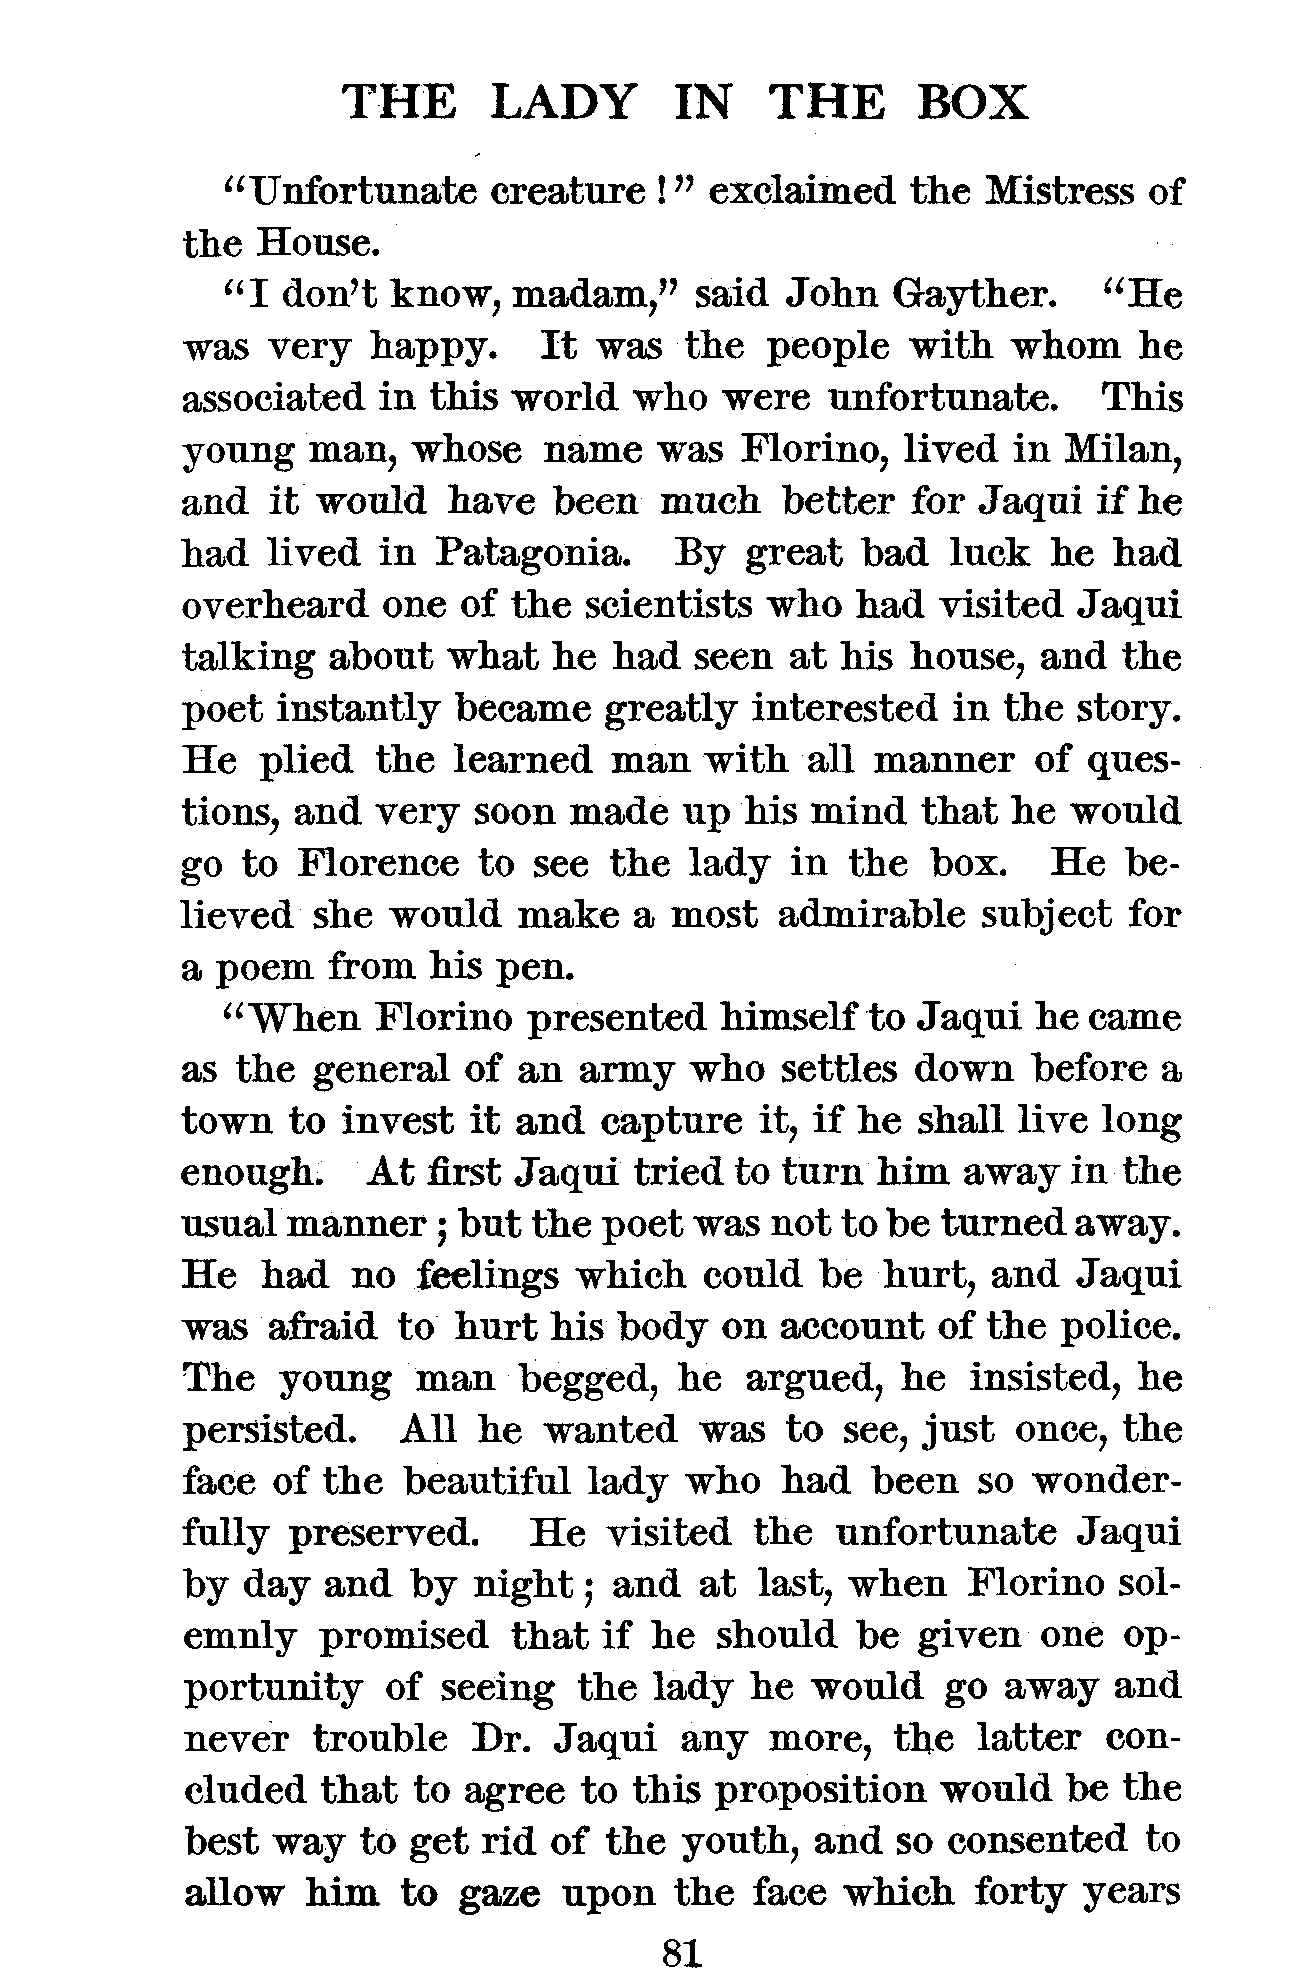 THE LADY IN THE BOX
“Unfortunate creature!” exclaimed the Mistress of
the House.
“I don’t know, madam,” said John Gayther. “He
was very happy. It was the people with whom he
associated in this world who were unfortunate. This
young man, whose name was Florino, lived in Milan,
and it would have been much better for Jaqui if he
had lived in Patagonia. By great bad luck he had
overheard one of the scientists who had visited Jaqui
talking about what he had seen at his house, and the
poet instantly became greatly interested in the story.
He plied the learned man with all manner of ques-
tions, and very soon made up his mind that he would
go to Florence to see the lady in the box. He be-
lieved she would make a most admirable subject for
a poem from his pen.
“When Florino presented himself to Jaqui he came
as the general of an army who settles down before a
town to invest it and capture it, if he shall live long
enough. At first Jaqui tried to turn him away in the
usual manner; but the poet was not to be turned away.
He had no feelings which could be hurt, and Jaqui
was afraid to hurt his body on account of the police.
The young man begged, he argued, he insisted, he
persisted. All he wanted was to see, just once, the
face of the beautiful lady who had been so wonder-
fully preserved. He visited the unfortunate Jaqui
by day and by night; and at last, when Florino sol-
emnly promised that if he should be given one op-
portunity of seeing the lady he would go away and
never trouble Dr. Jaqui any more, the latter con-
cluded that to agree to this proposition would be the
best way to get rid of the youth, and so consented to
allow him to gaze upon the face which forty years
81